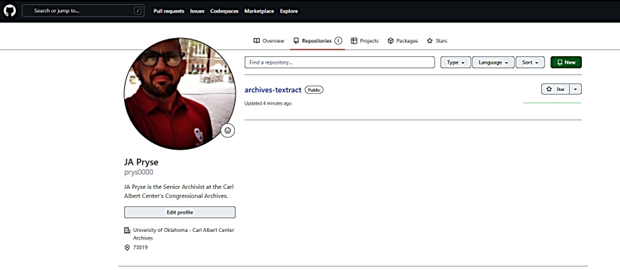 Search or jump to... /
Pull requests Issues Codespaces Marketplace Explore
Overview Repositories 1 Projects Packages Stars
Find a repository... Type Language Sort New
archives-textract Public Star
Updated 4 minutes ago
JA Pryse
prys0000
JA Pryse is the Senior Archivist at the Carl
Albert Center's Congressional Archives.
Edit profile
University of Oklahoma - Carl Albert Center
Archives
73019